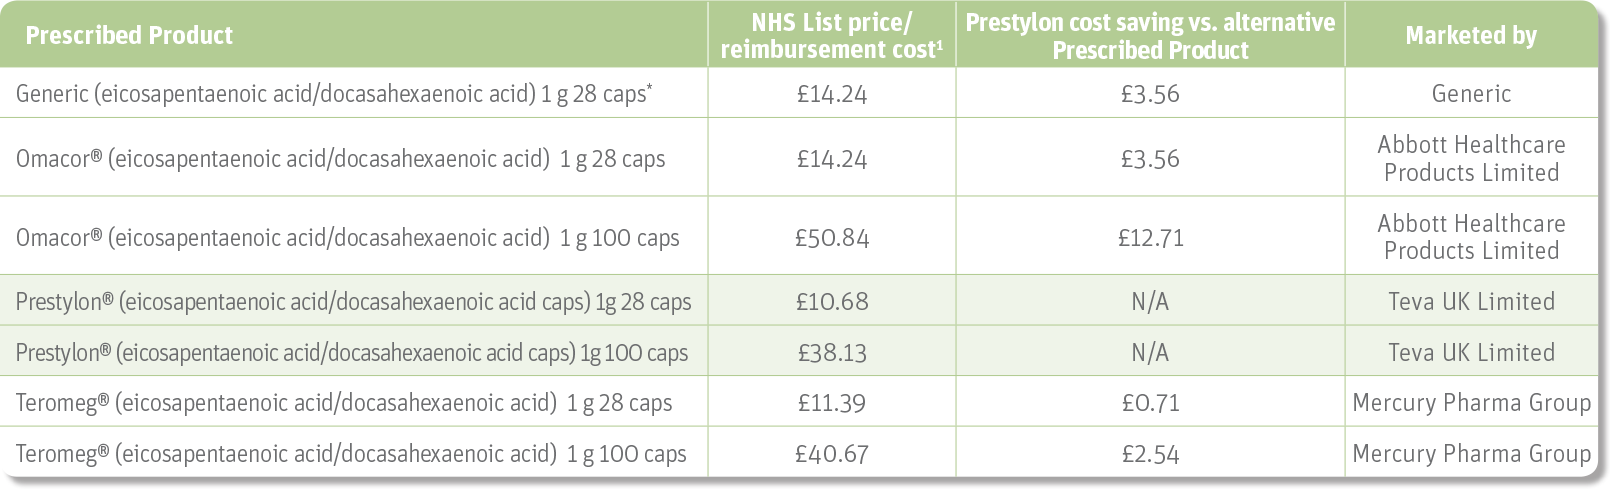 Prescribed Product
NHS List price/
reimbursement cost¹
Prestylon cost saving vs. alternative
Prescribed Product
Marketed by
Generic (eicosapentaenoic acid/docasahexaenoic acid) 1 g 28 caps* £14.24 £3.56 Generic
Omacor® (eicosapentaenoic acid/docasahexaenoic acid) 1 g 28 caps £14.24 £3.56
Abbott Healthcare
Products Limited
Omacor® (eicosapentaenoic acid/docasahexaenoic acid) 1 g 100 caps £50.84 £12.71
Abbott Healthcare
Products Limited
Prestylon® (eicosapentaenoic acid/docasahexaenoic acid caps) 1g 28 caps £10.68 N/A Teva UK Limited
Prestylon® (eicosapentaenoic acid/docasahexaenoic acid caps) 1g 100 caps £38.13 N/A Teva UK Limited
Teromeg® (eicosapentaenoic acid/docasahexaenoic acid) 1 g 28 caps £11.39 £0.71 Mercury Pharma Group
Teromeg® (eicosapentaenoic acid/docasahexaenoic acid) 1 g 100 caps £40.67 £2.54 Mercury Pharma Group